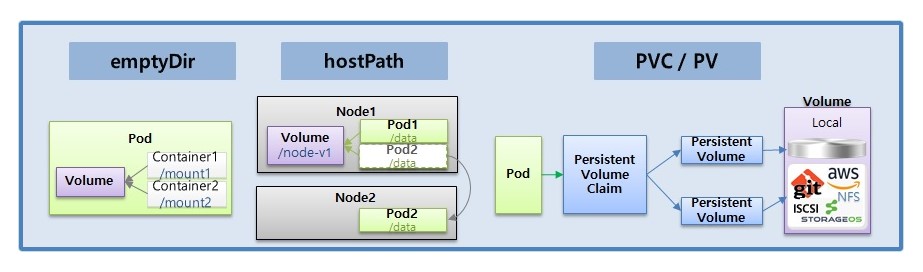 emptyDir
hostPath
PVC / PV
Pod
Volume
Container1
/mount1
Container2
/mount2
Node1
Volume
/node-v1
Pod1
/data
Pod2
/data
Node2
Pod2
/data
Pod
Persistent
Volume
Claim
Persistent
Volume
Persistent
Volume
Volume
Local
git
aws
NFS
ISCSI
STORAGEOS